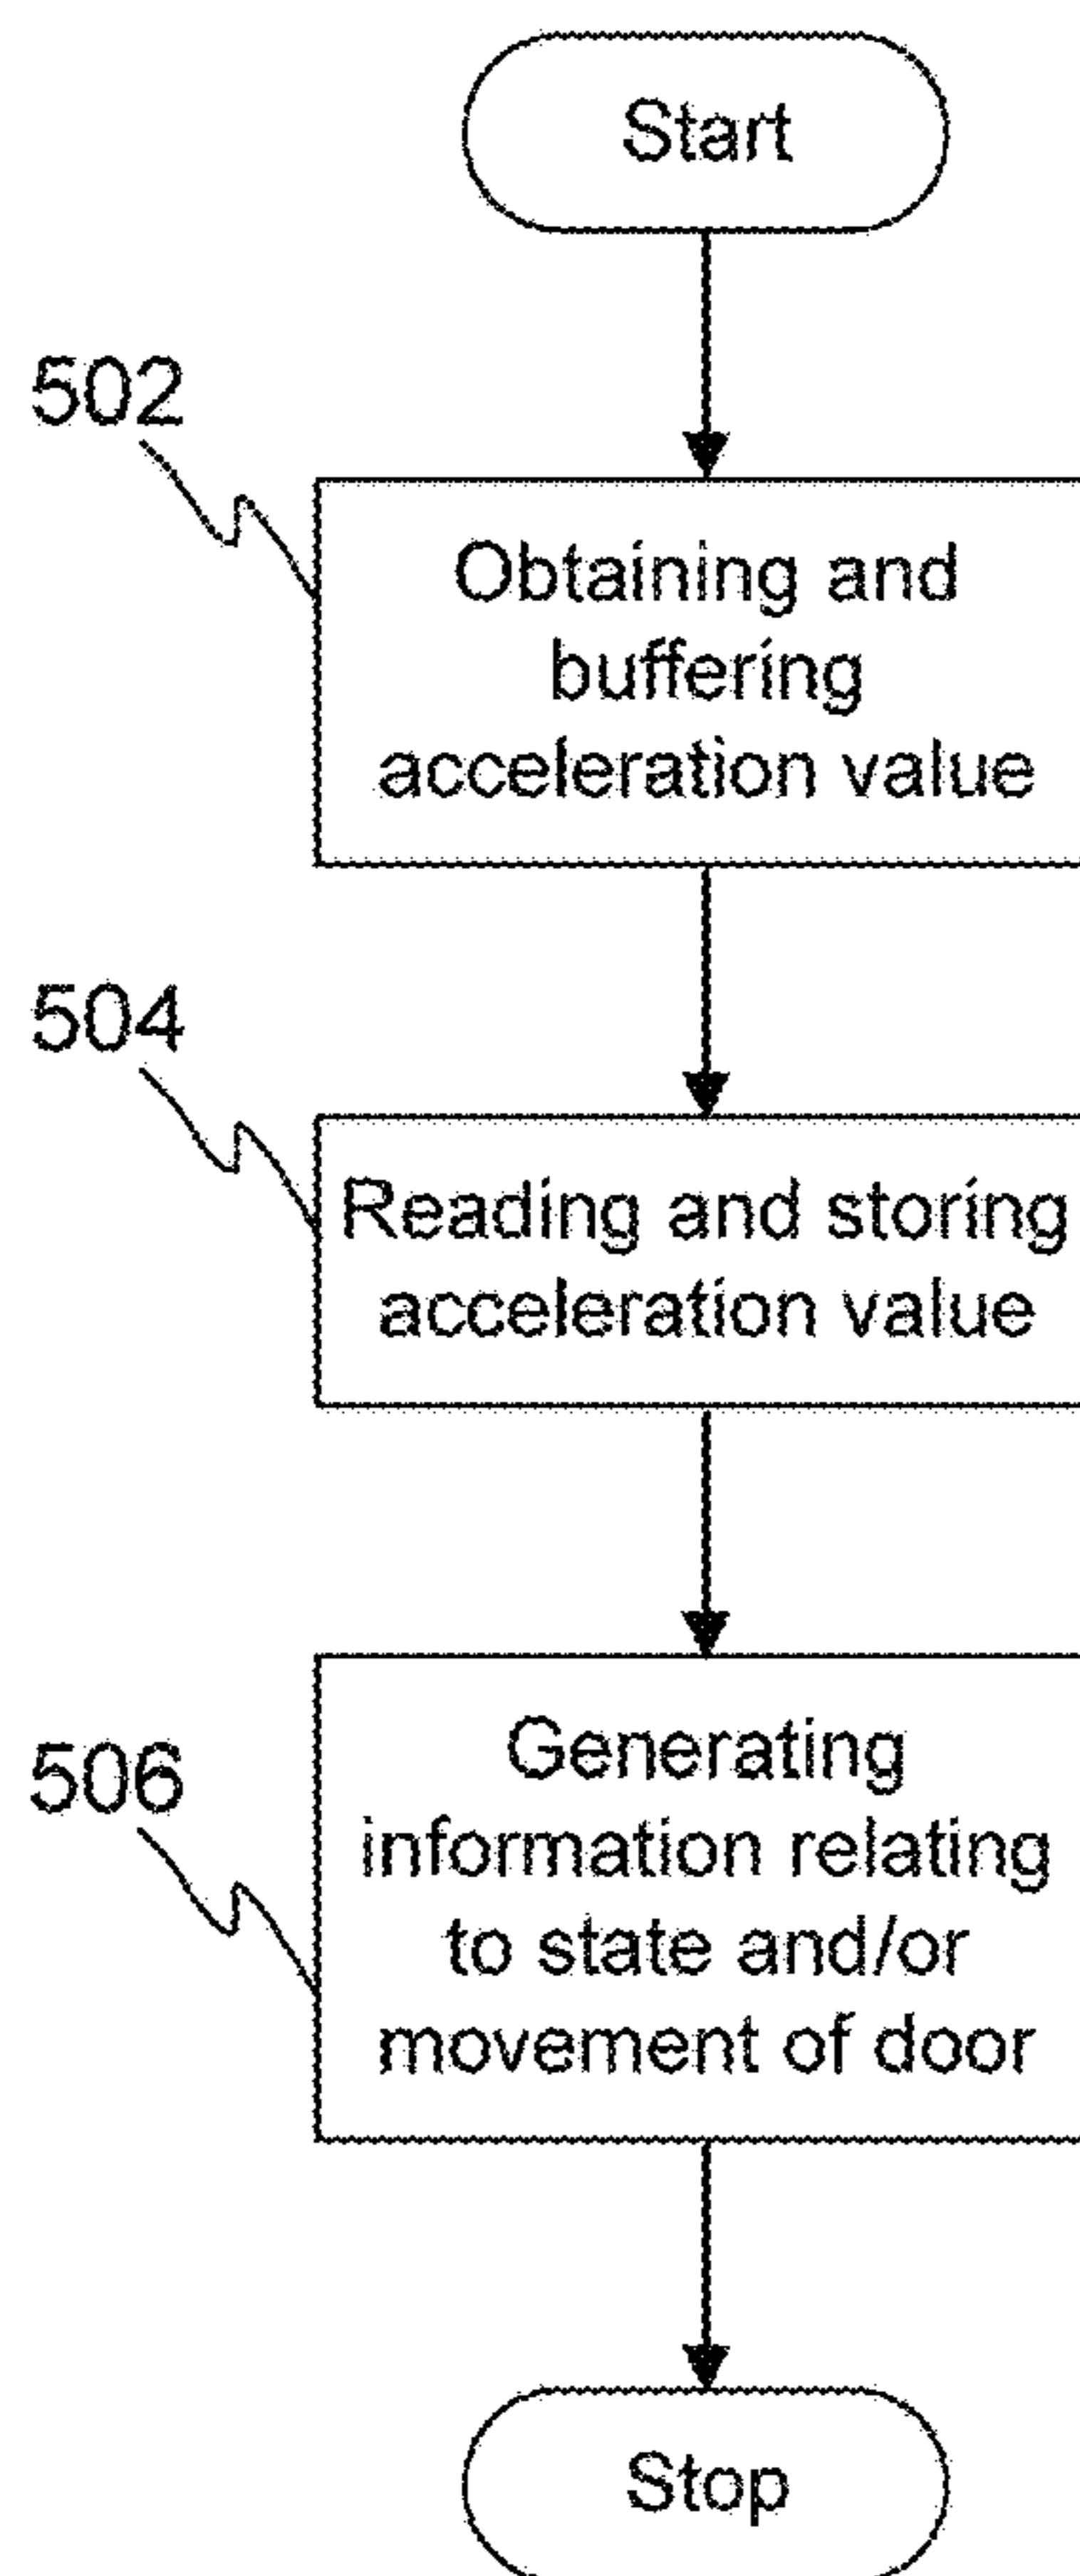 Start
502
Obtaining and
buffering
acceleration value
504
Reading and storing
acceleration value
506
Generating
information relating
to state and/or
movement of door
Stop